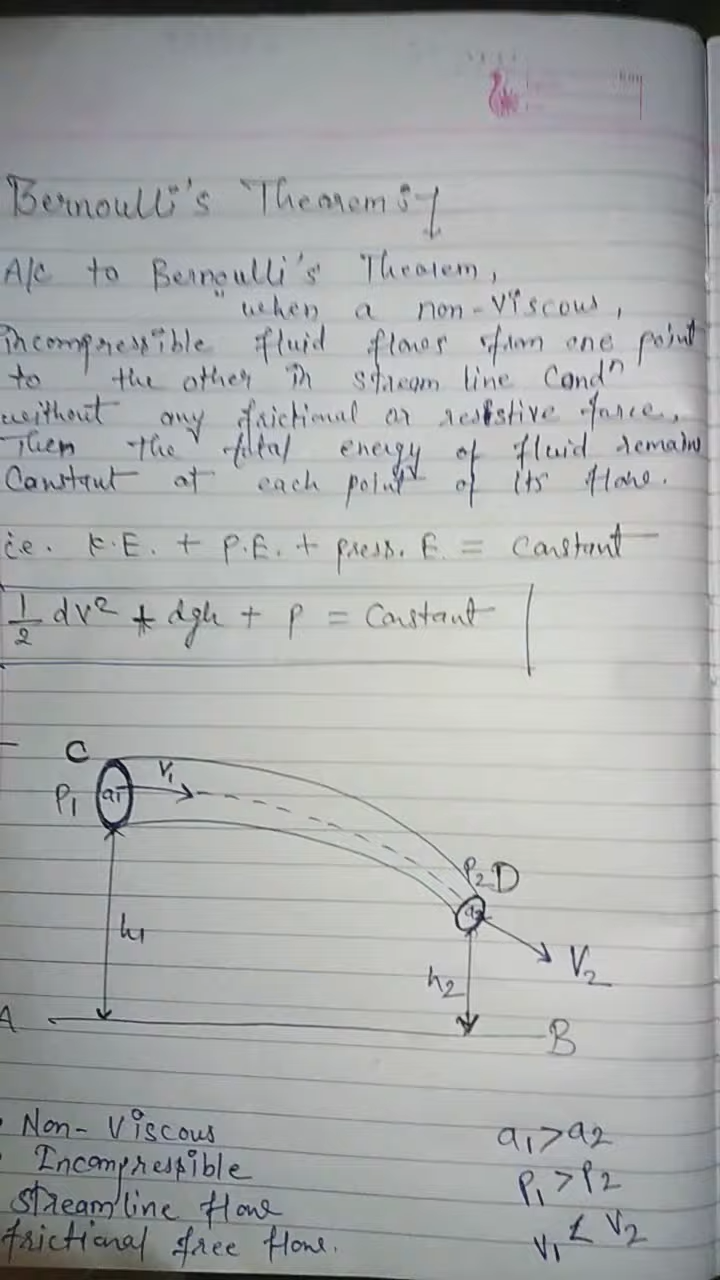 Bernoulli's Theorem :-
A/c to Bernoulli's Theorem,
"when a non-viscous,
incompressible fluid flows from one point
to the other in stream line Condn
without any frictional or resistive force,
Then the total energy of fluid remains
Constant at each point of its flow.
i.e. K.E. + P.E. + press. E. = Constant
1/2 dv² + dgh + P = Constant
C
V1
P1 a1
P2 D
a2
h1
V2
h2
A
B
Non-Viscous
a1>a2
Incompressible
P1>P2
streamline flow
V1 < V2
frictional free flow.